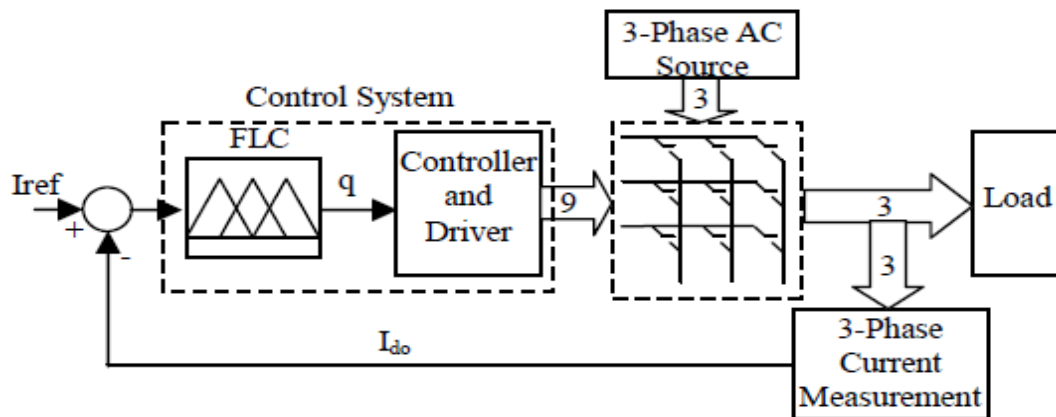 3-Phase AC
Source
3
Control System
FLC
Iref
+
-
q
Controller
and
Driver
9
3
Load
3
I_do
3-Phase
Current
Measurement